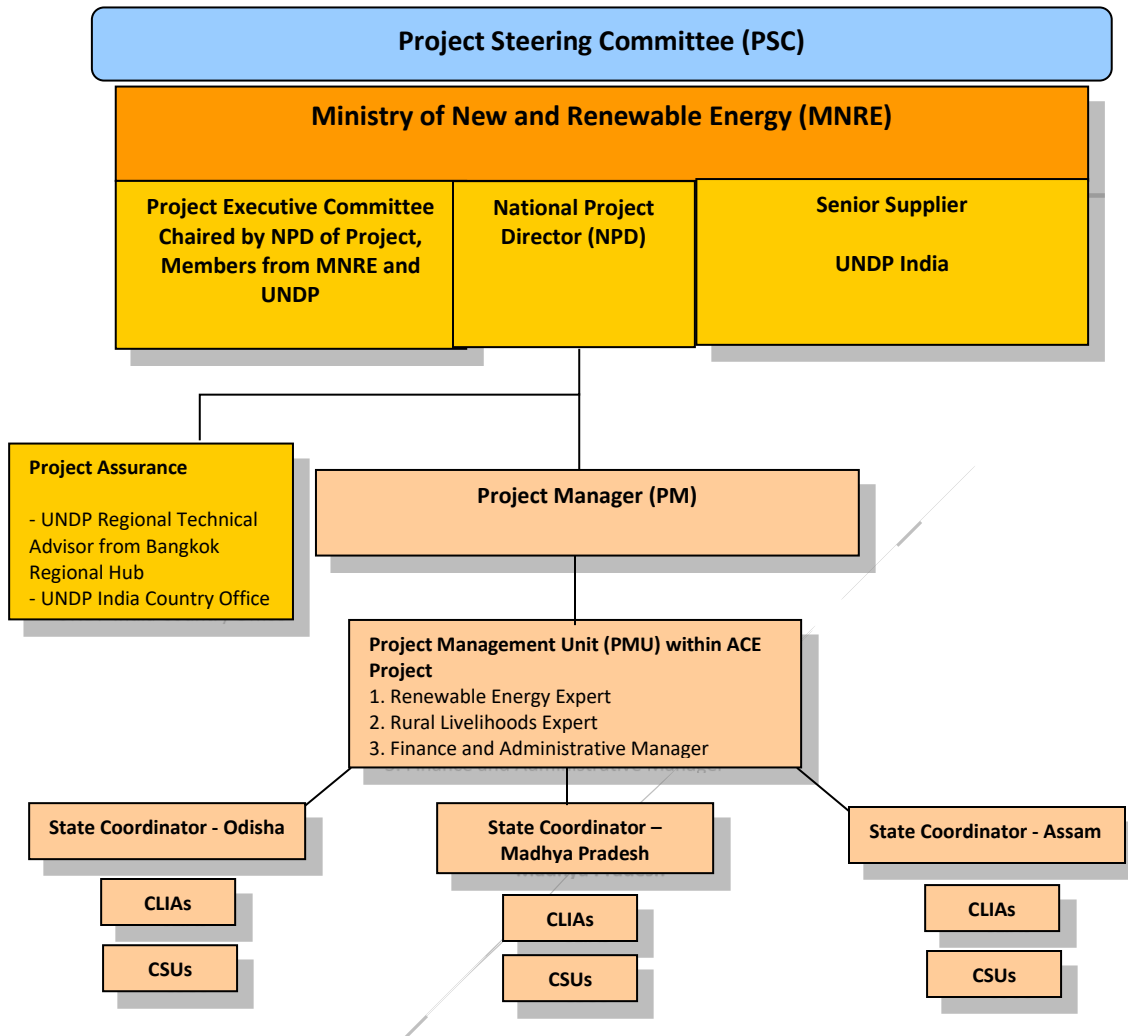 Project Steering Committee (PSC)
Ministry of New and Renewable Energy (MNRE)
Project Executive Committee
Chaired by NPD of Project,
Members from MNRE and
UNDP
National Project
Director (NPD)
Senior Supplier
UNDP India
Project Assurance
- UNDP Regional Technical
Advisor from Bangkok
Regional Hub
- UNDP India Country Office
Project Manager (PM)
Project Management Unit (PMU) within ACE
Project
1. Renewable Energy Expert
2. Rural Livelihoods Expert
3. Finance and Administrative Manager
State Coordinator - Odisha
CLIAs
CSUs
State Coordinator –
Madhya Pradesh
CLIAs
CSUs
State Coordinator - Assam
CLIAs
CSUs